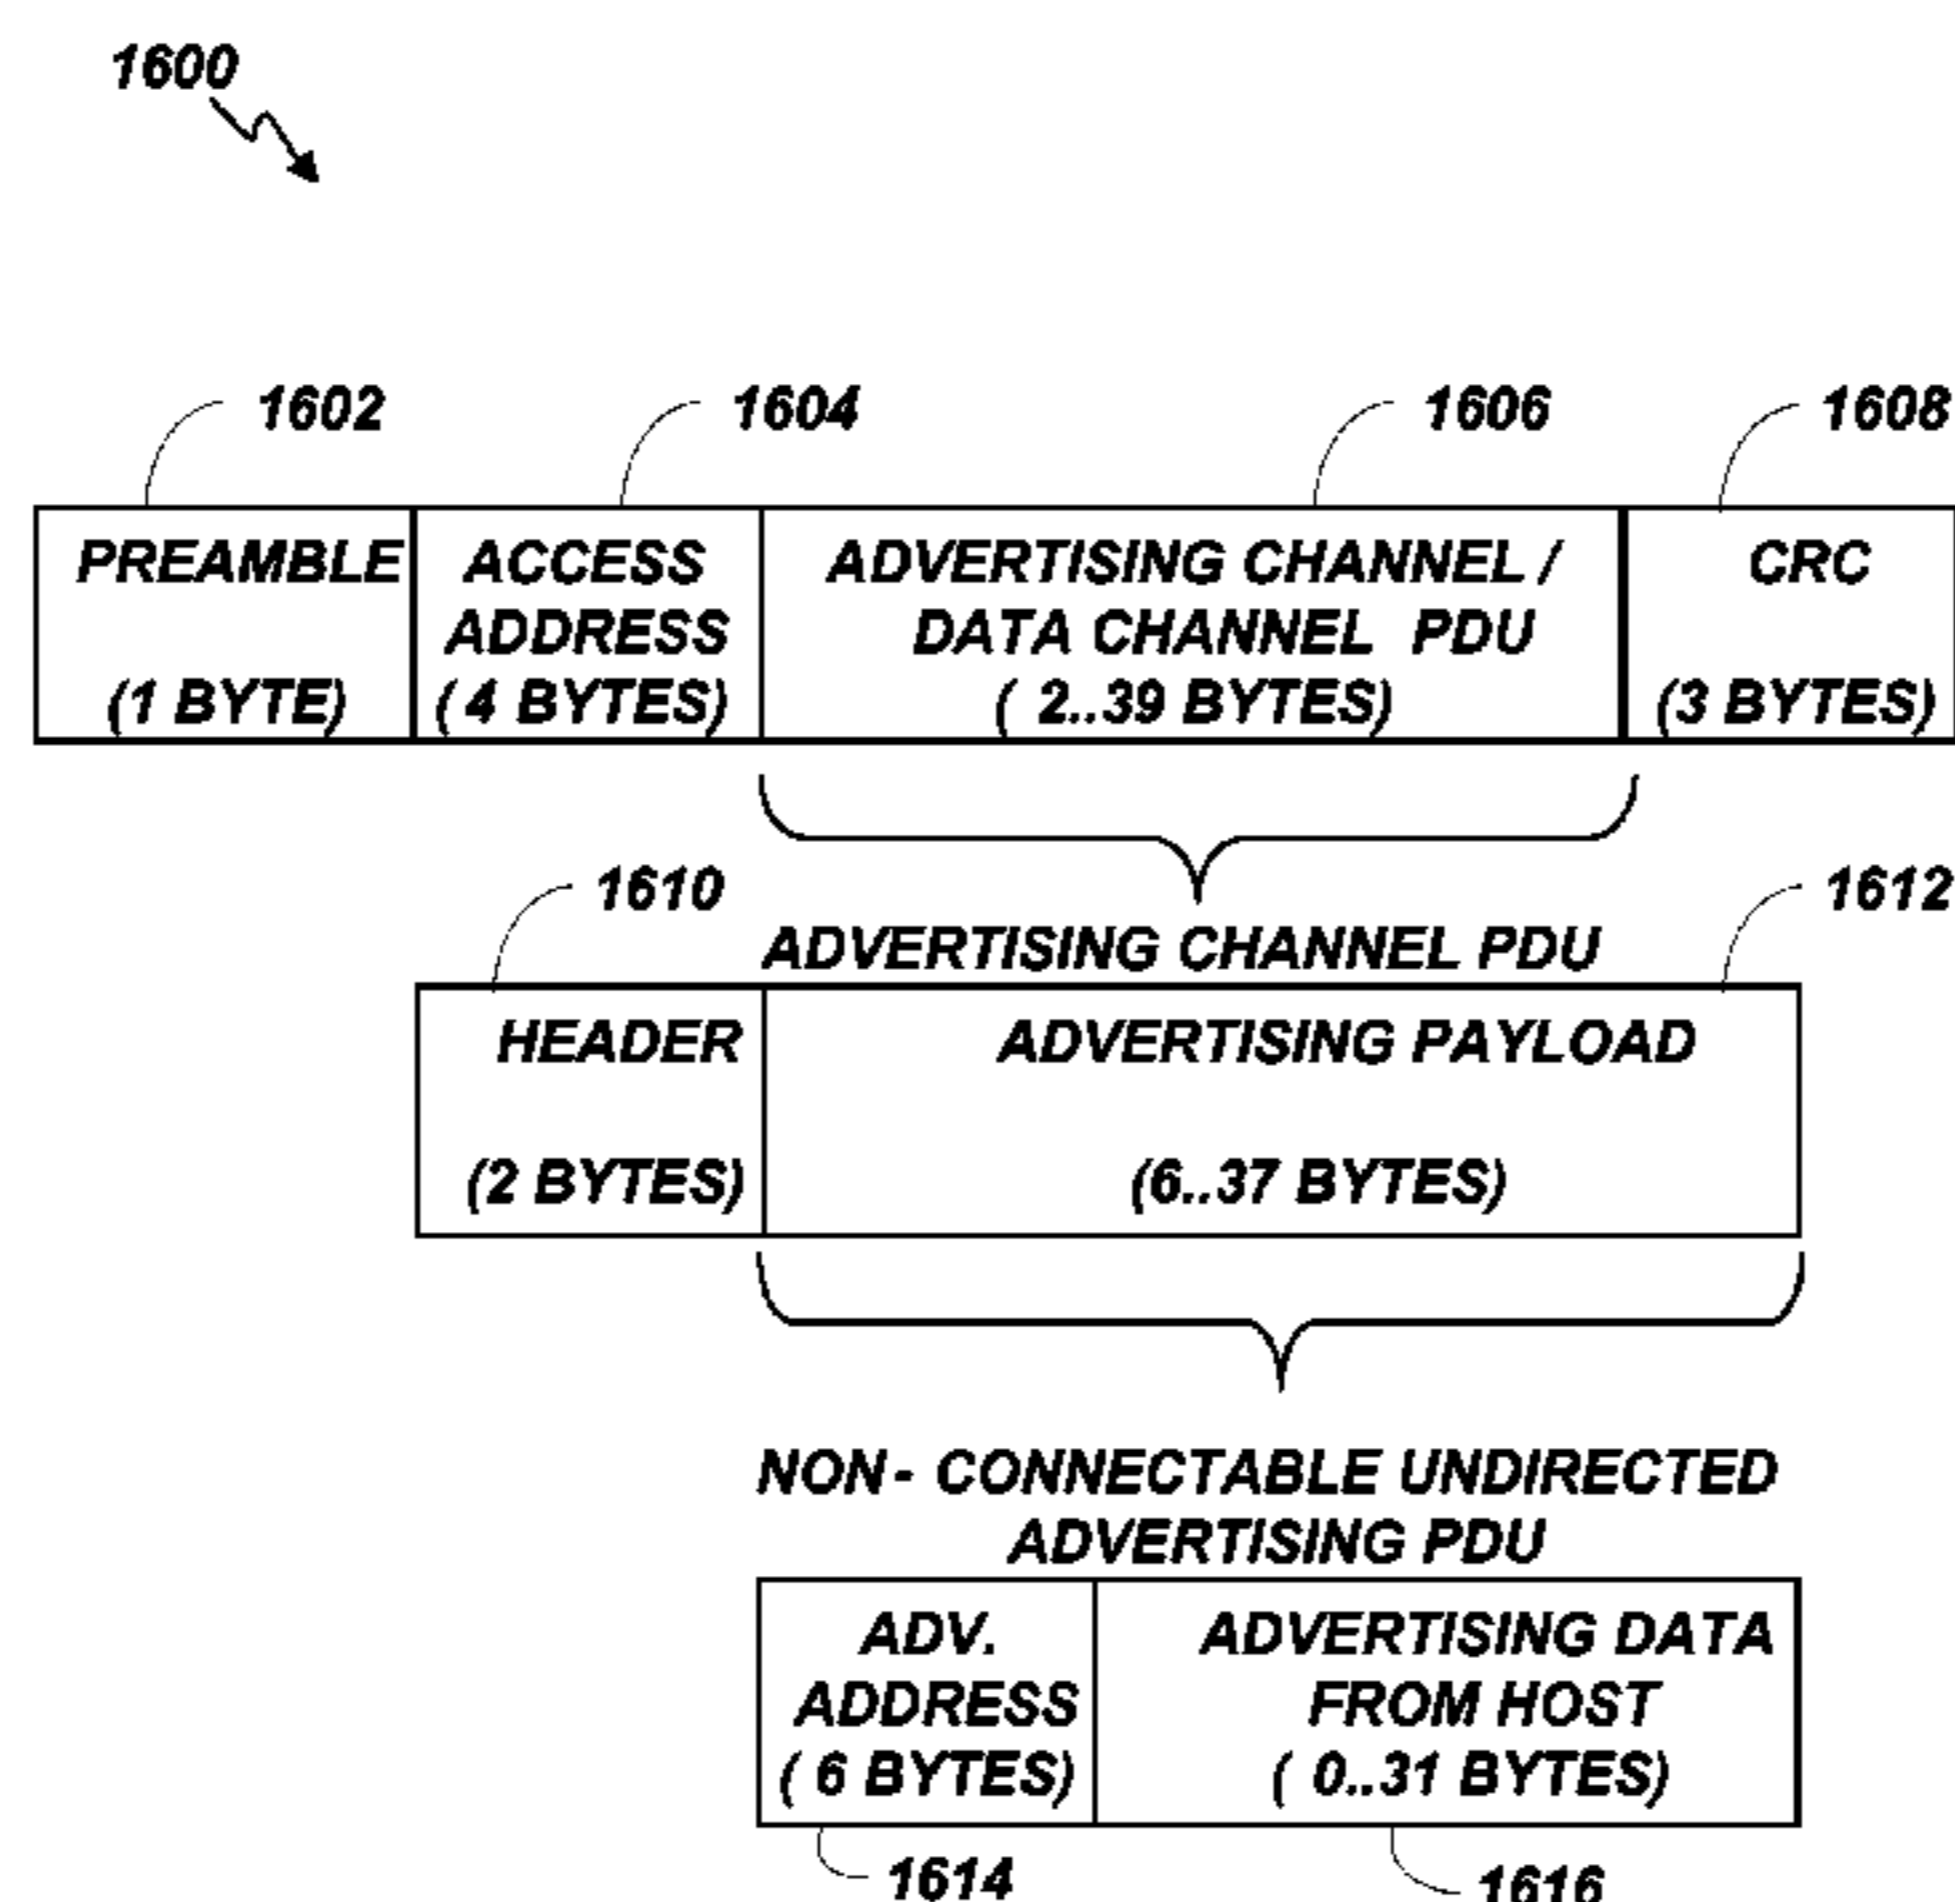 1600
1602 1604 1606 1608
PREAMBLE
(1 BYTE)
ACCESS
ADDRESS
( 4 BYTES)
ADVERTISING CHANNEL /
DATA CHANNEL PDU
( 2..39 BYTES)
CRC
(3 BYTES)
1610 1612
ADVERTISING CHANNEL PDU
HEADER
(2 BYTES)
ADVERTISING PAYLOAD
(6..37 BYTES)
NON- CONNECTABLE UNDIRECTED
ADVERTISING PDU
ADV.
ADDRESS
( 6 BYTES)
ADVERTISING DATA
FROM HOST
( 0..31 BYTES)
1614 1616